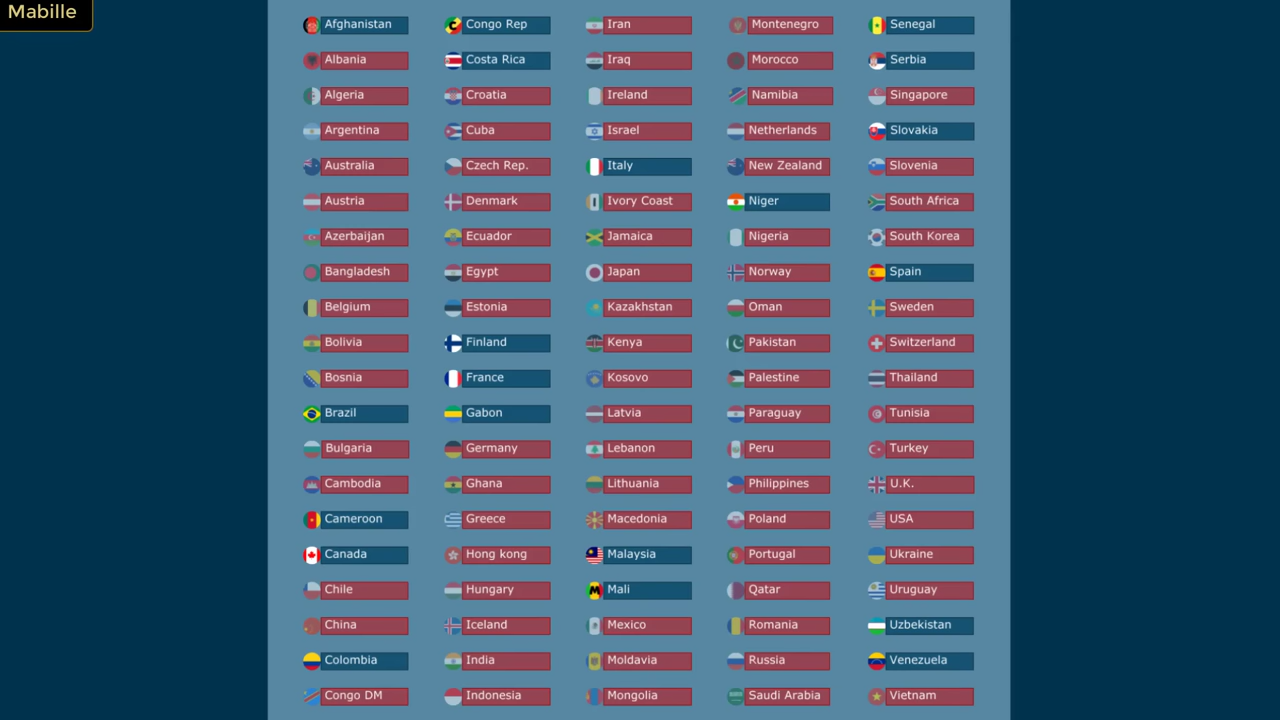 Mabille
Afghanistan Congo Rep Iran Montenegro Senegal
Albania Costa Rica Iraq Morocco Serbia
Algeria Croatia Ireland Namibia Singapore
Argentina Cuba Israel Netherlands Slovakia
Australia Czech Rep. Italy New Zealand Slovenia
Austria Denmark Ivory Coast Niger South Africa
Azerbaijan Ecuador Jamaica Nigeria South Korea
Bangladesh Egypt Japan Norway Spain
Belgium Estonia Kazakhstan Oman Sweden
Bolivia Finland Kenya Pakistan Switzerland
Bosnia France Kosovo Palestine Thailand
Brazil Gabon Latvia Paraguay Tunisia
Bulgaria Germany Lebanon Peru Turkey
Cambodia Ghana Lithuania Philippines U.K.
Cameroon Greece Macedonia Poland USA
Canada Hong kong Malaysia Portugal Ukraine
Chile Hungary M Mali Qatar Uruguay
China Iceland Mexico Romania Uzbekistan
Colombia India Moldavia Russia Venezuela
Congo DM Indonesia Mongolia Saudi Arabia Vietnam